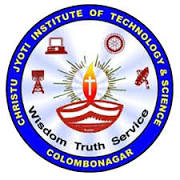 CHRISTU JYOTI INSTITUTE OF TECHNOLOGY & SCIENCE
Wisdom Truth Service
COLOMBONAGAR